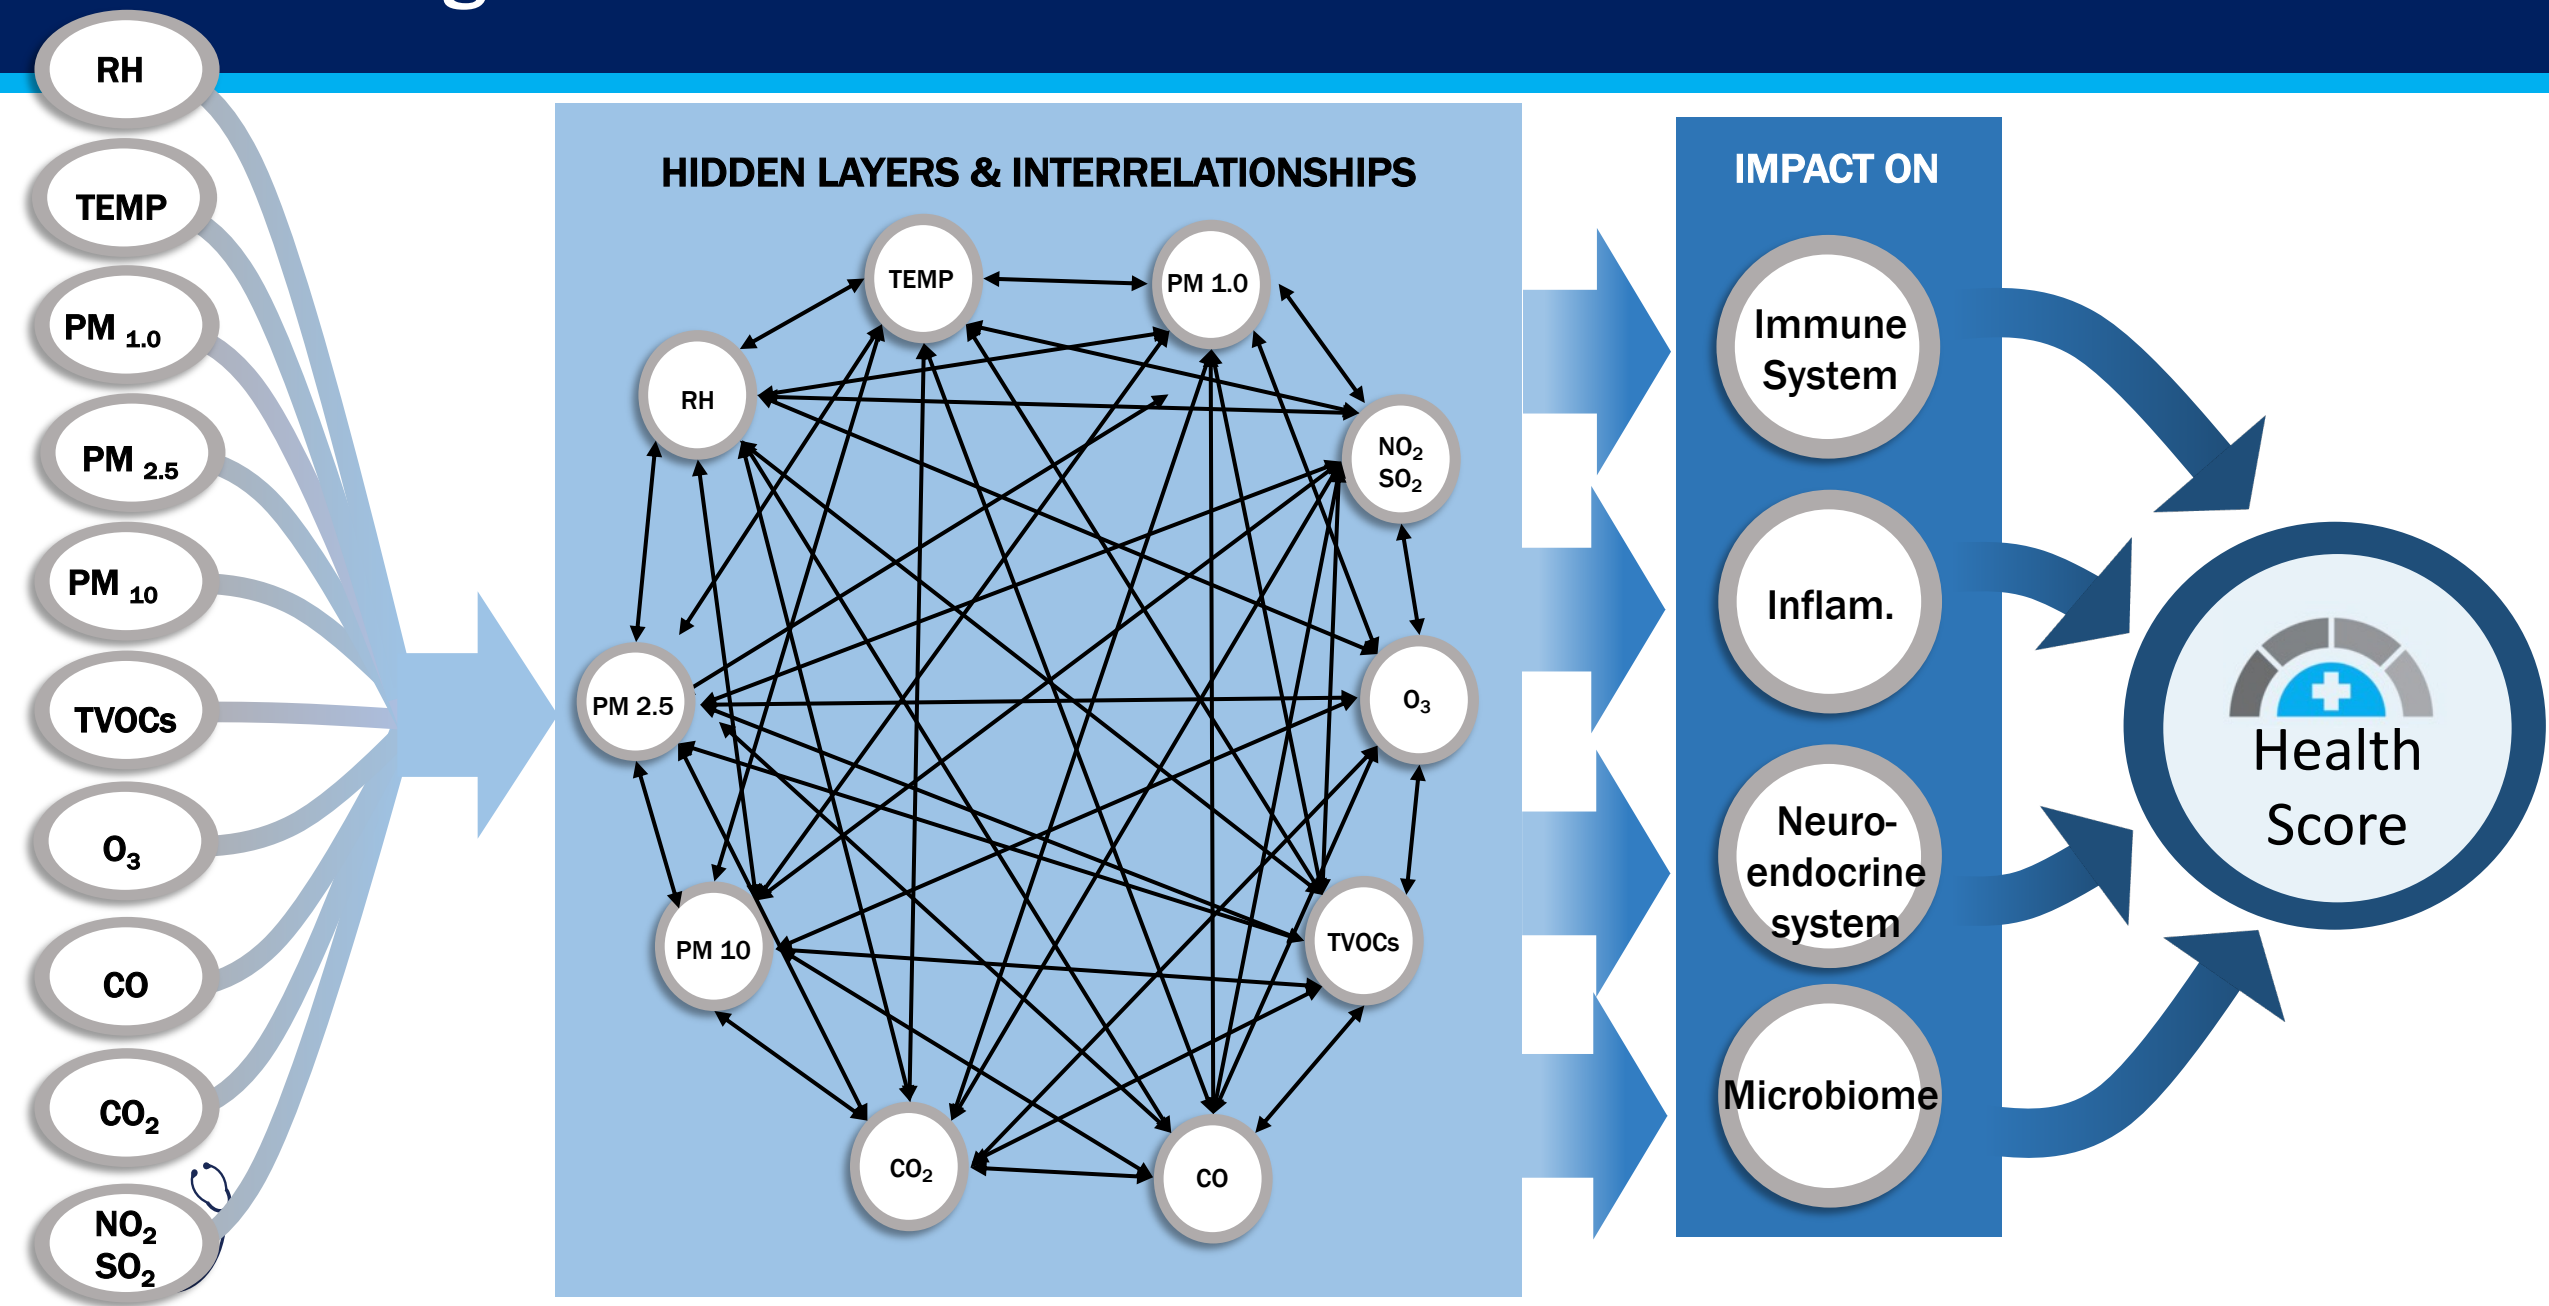 RH
TEMP
PM 1.0
PM 2.5
PM 10
TVOCs
O3
CO
CO2
NO2
SO2
HIDDEN LAYERS & INTERRELATIONSHIPS
TEMP
PM 1.0
RH
NO2
SO2
PM 2.5
O3
PM 10
TVOCs
CO2
CO
IMPACT ON
Immune
System
Inflam.
Neuro-
endocrine
system
Microbiome
Health
Score